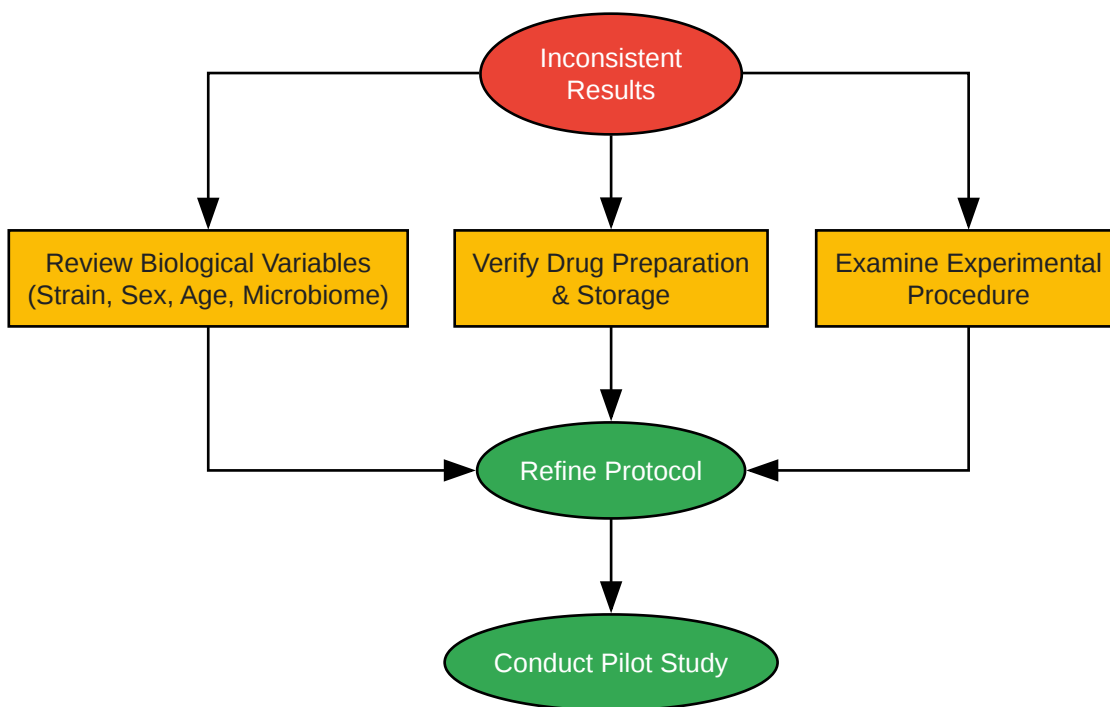 Inconsistent
Results
Review Biological Variables
(Strain, Sex, Age, Microbiome)
Verify Drug Preparation
& Storage
Examine Experimental
Procedure
Refine Protocol
Conduct Pilot Study